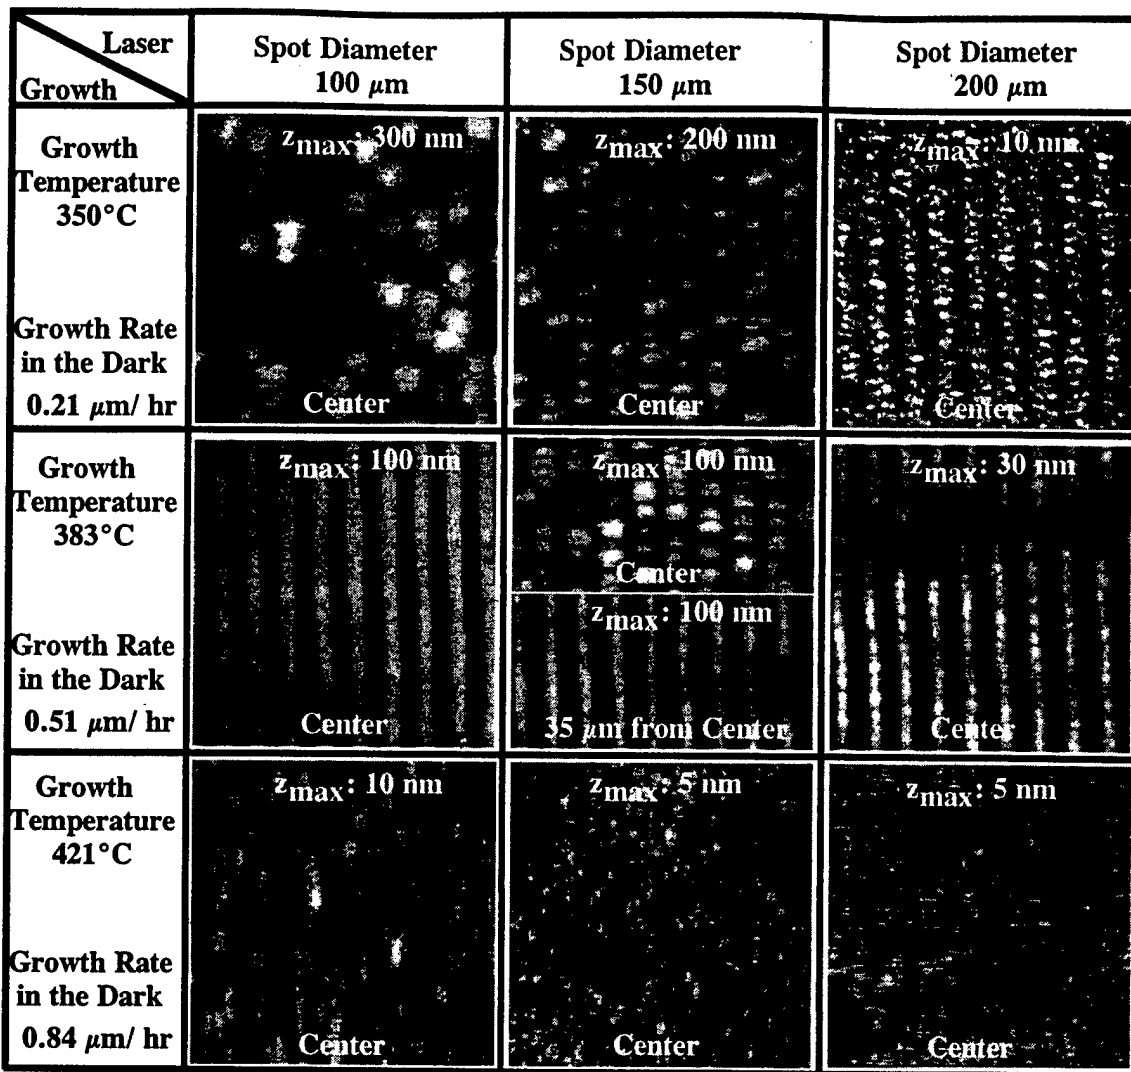 Laser
Growth
Spot Diameter
100 μm
Spot Diameter
150 μm
Spot Diameter
200 μm
Growth
Temperature
350°C
Growth Rate
in the Dark
0.21 μm/ hr
zmax: 300 nm
Center
zmax: 200 nm
Center
zmax: 10 nm
Center
Growth
Temperature
383°C
Growth Rate
in the Dark
0.51 μm/ hr
zmax: 100 nm
Center
zmax: 100 nm
Center
zmax: 100 nm
35 μm from Center
zmax: 30 nm
Center
Growth
Temperature
421°C
Growth Rate
in the Dark
0.84 μm/ hr
zmax: 10 nm
Center
zmax: 5 nm
Center
zmax: 5 nm
Center